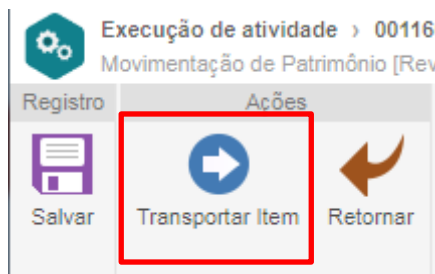 Execução de atividade › 00116
Movimentação de Patrimônio [Rev
Registro Ações
Salvar Transportar Item Retornar